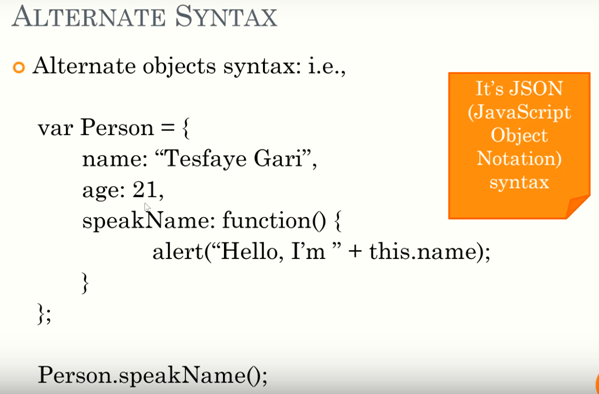 ALTERNATE SYNTAX
Alternate objects syntax: i.e.,
var Person = {
name: “Tesfaye Gari”,
age: 21,
speakName: function() {
alert(“Hello, I’m ” + this.name);
}
};
Person.speakName();
It’s JSON
(JavaScript
Object
Notation)
syntax